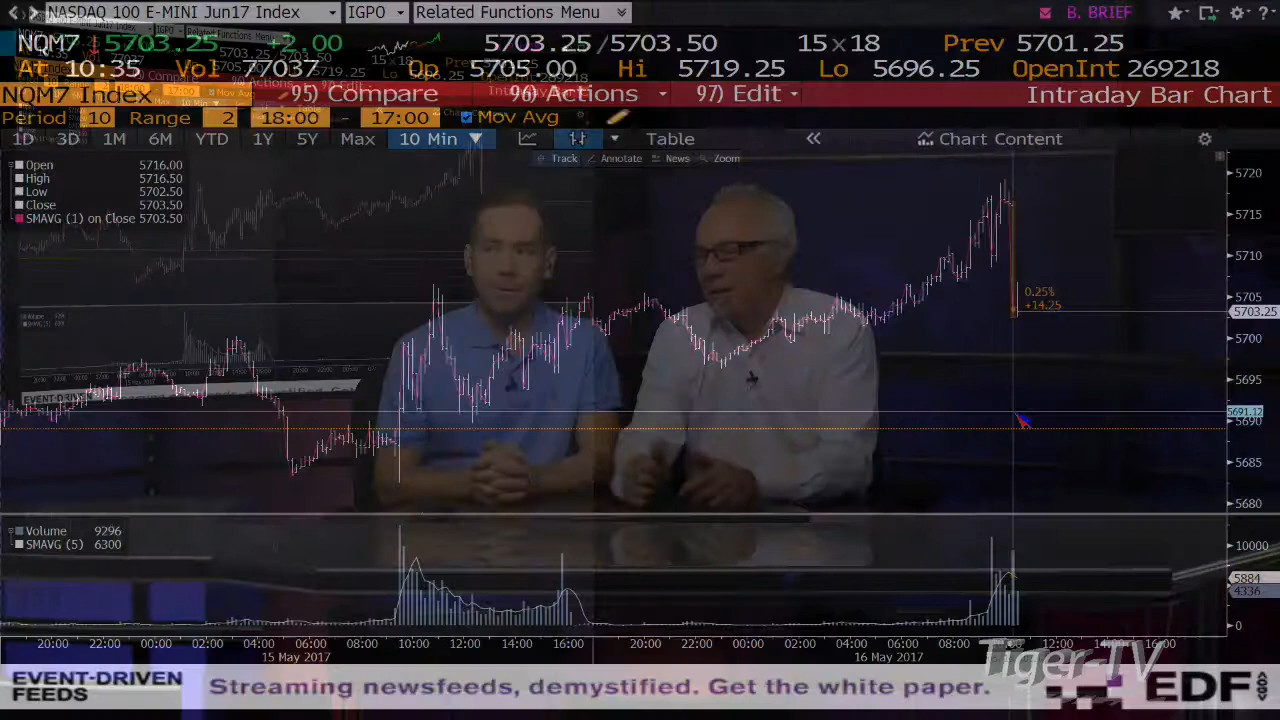 NASDAQ 100 E-MINI Jun17 Index IGPO Related Functions Menu B. BRIEF
NQM7 5703.25 +2.00 5703.25 / 5703.50 15 x 18 Prev 5701.25
At 10:35 Vol 77037 Op 5705.00 Hi 5719.25 Lo 5696.25 OpenInt 269218
NQM7 Index 95) Compare 96) Actions 97) Edit Intraday Bar Chart
Period 10 Range 2 18:00 - 17:00 Mov Avg
1D 3D 1M 6M YTD 1Y 5Y Max 10 Min Table Chart Content
Track Annotate News Zoom
Open 5716.00
High 5716.50
Low 5702.50
Close 5703.50
SMAVG (1) on Close 5703.50
5720
5715
5710
5705
5703.25
5700
5695
5691.12
5690
5685
5680
0.25%
+14.25
Volume 9296
SMAVG (5) 6300
10000
5884
4336
0
20:00 22:00 00:00 02:00 04:00 06:00 08:00 10:00 12:00 14:00 16:00 20:00 22:00 00:00 02:00 04:00 06:00 08:00 12:00 14:00 16:00
15 May 2017 16 May 2017
Tiger-TV
EVENT-DRIVEN
FEEDS
Streaming newsfeeds, demystified. Get the white paper.
EDF